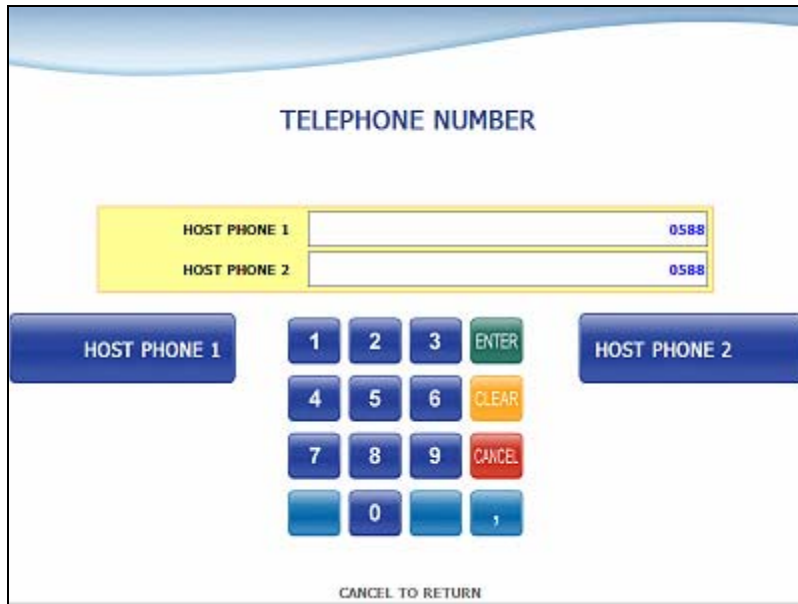 TELEPHONE NUMBER
HOST PHONE 1 0588
HOST PHONE 2 0588
HOST PHONE 1
HOST PHONE 2
1 2 3 ENTER
4 5 6 CLEAR
7 8 9 CANCEL
0 ,
CANCEL TO RETURN